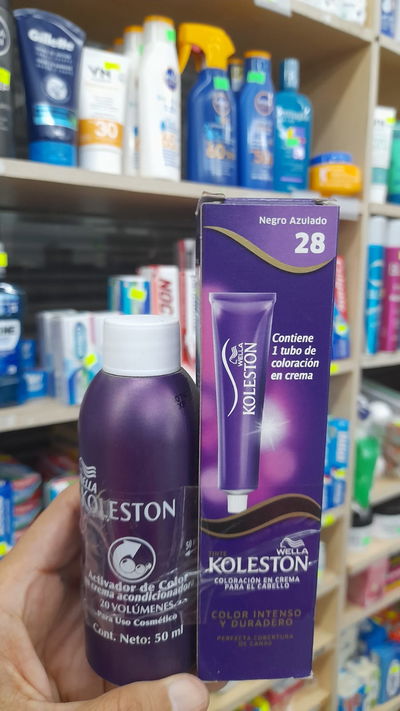 Gillette
30
Negro Azulado
28
Contiene
1 tubo de
coloración
en crema
WELLA
KOLESTON
WELLA
KOLESTON
Activador de Color
crema acondicionadora
20 VOLÚMENES
Para Uso Cosmético
Cont. Neto: 50 ml
TINTE
WELLA
KOLESTON
COLORACIÓN EN CREMA
PARA EL CABELLO
COLOR INTENSO
Y DURADERO
PERFECTA COBERTURA
DE CANAS